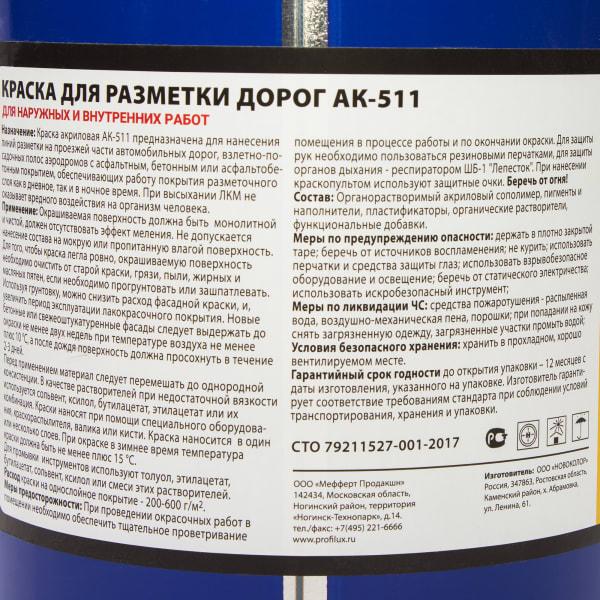 КРАСКА ДЛЯ РАЗМЕТКИ ДОРОГ АК-511
ДЛЯ НАРУЖНЫХ И ВНУТРЕННИХ РАБОТ
Назначение: Краска акриловая АК-511 предназначена для нанесения
линий разметки на проезжей части автомобильных дорог, взлетно-по-
садочных полос аэродромов с асфальтным, бетонным или асфальтобе-
тонным покрытием, обеспечивающих работу покрытия разметочного
слоя как в дневное, так и в ночное время. При высыхании ЛКМ не
оказывает вредного воздействия на организм человека.
Применение: Окрашиваемая поверхность должна быть монолитной
и чистой, должен отсутствовать эффект меления. Не допускается
нанесение состава на мокрую или пропитанную влагой поверхность.
Для того, чтобы краска легла ровно, окрашиваемую поверхность
необходимо очистить от старой краски, грязи, пыли, жирных и
масляных пятен, если необходимо прогрунтовать или зашпатлевать.
Используя грунтовку, можно снизить расход фасадной краски, и,
увеличить период эксплуатации лакокрасочного покрытия. Новые
бетонные или свежеоштукатуренные фасады следует выдержать до
окраски не менее двух недель при температуре воздуха не менее
плюс 10 °С, а после дождя поверхность должна просохнуть в течение
2-3 дней.
Перед применением материал следует перемешать до однородной
консистенции. В качестве растворителей при недостаточной вязкости
используется сольвент, ксилол, бутилацетат, этилацетат или их
комбинация. Краски наносят при помощи специального оборудова-
ния, краскораспылителя, валика или кисти. Краска наносится в один
или несколько слоев. При окраске в зимнее время температура
краски должна быть не менее плюс 15 °С.
Для промывки инструментов используют толуол, этилацетат,
бутилацетат, сольвент, ксилол или смеси этих растворителей.
Расход краски на однослойное покрытие - 200-600 г/м².
Меры предосторожности: При проведении окрасочных работ в
помещении необходимо обеспечить тщательное проветривание
помещения в процессе работы и по окончании окраски. Для защиты
рук необходимо пользоваться резиновыми перчатками, для защиты
органов дыхания - респиратором ШБ-1 "Лепесток". При нанесении
краскопультом используют защитные очки. Беречь от огня!
Состав: Органорастворимый акриловый сополимер, пигменты и
наполнители, пластификаторы, органические растворители,
функциональные добавки.
Меры по предупреждению опасности: держать в плотно закрытой
таре; беречь от источников воспламенения; не курить; использовать
перчатки и средства защиты глаз; использовать взрывобезопасное
оборудование и освещение; беречь от статического электричества;
использовать искробезопасный инструмент;
Меры по ликвидации ЧС: средства пожаротушения - распыленная
вода, воздушно-механическая пена, порошки; при попадании на кожу
снять загрязненную одежду, загрязненные участки промыть водой;
Условия безопасного хранения: хранить в прохладном, хорошо
вентилируемом месте.
Гарантийный срок годности до открытия упаковки – 12 месяцев с
даты изготовления, указанного на упаковке. Изготовитель гаранти-
рует соответствие требованиям стандарта при соблюдении условий
транспортирования, хранения и упаковки.
СТО 79211527-001-2017
ООО «Мефферт Продакшн»
142434, Московская область,
Ногинский район, территория
«Ногинск-Технопарк», д.14.
тел./факс: +7(495) 221-6666
www.profilux.ru
Изготовитель: ООО «НОВОКОЛОР»
Россия, 347863, Ростовская область,
Каменский район, х. Абрамовка,
ул. Ленина, 61.